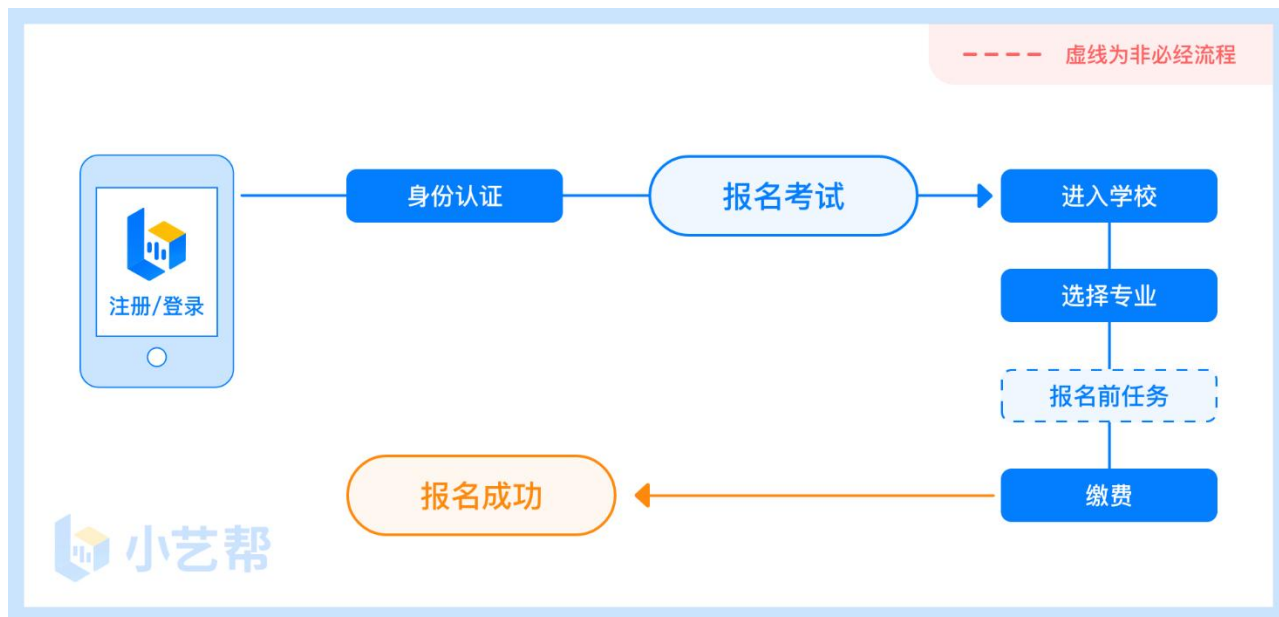 虚线为非必经流程
注册/登录
身份认证
报名考试
进入学校
选择专业
报名前任务
缴费
报名成功
小艺帮